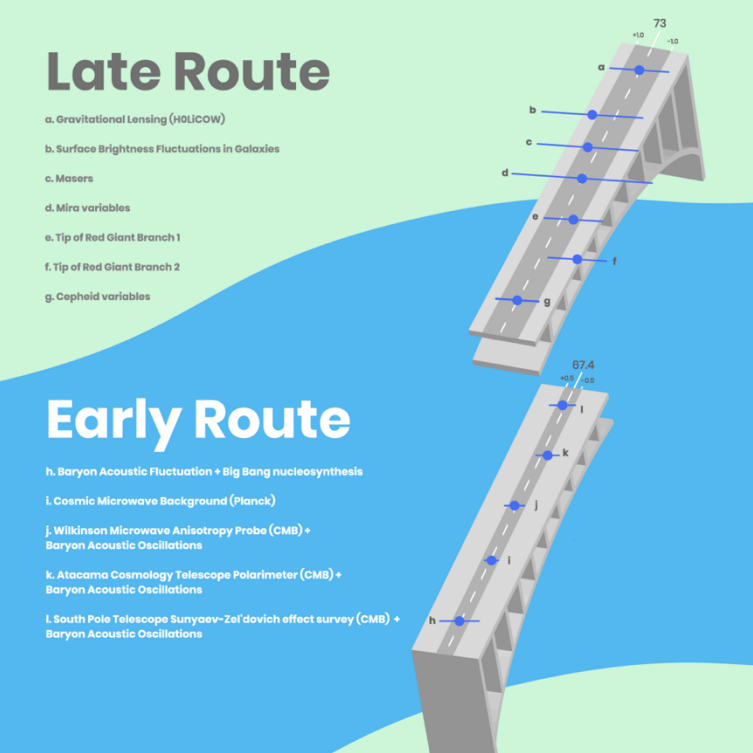 Late Route
a. Gravitational Lensing (H0LiCOW)
b. Surface Brightness Fluctuations in Galaxies
c. Masers
d. Mira variables
e. Tip of Red Giant Branch 1
f. Tip of Red Giant Branch 2
g. Cepheid variables
73
+1.0 -1.0
a
b
c
d
e
f
g
Early Route
h. Baryon Acoustic Fluctuation + Big Bang nucleosynthesis
i. Cosmic Microwave Background (Planck)
j. Wilkinson Microwave Anisotropy Probe (CMB) +
Baryon Acoustic Oscillations
k. Atacama Cosmology Telescope Polarimeter (CMB) +
Baryon Acoustic Oscillations
l. South Pole Telescope Sunyaev-Zel'dovich effect survey (CMB) +
Baryon Acoustic Oscillations
67.4
+0.5 -0.5
l
k
j
i
h